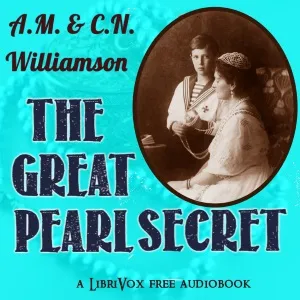 A.M. & C.N.
Williamson
THE
GREAT
PEARL SECRET
A LIBRIVOX FREE AUDIOBOOK